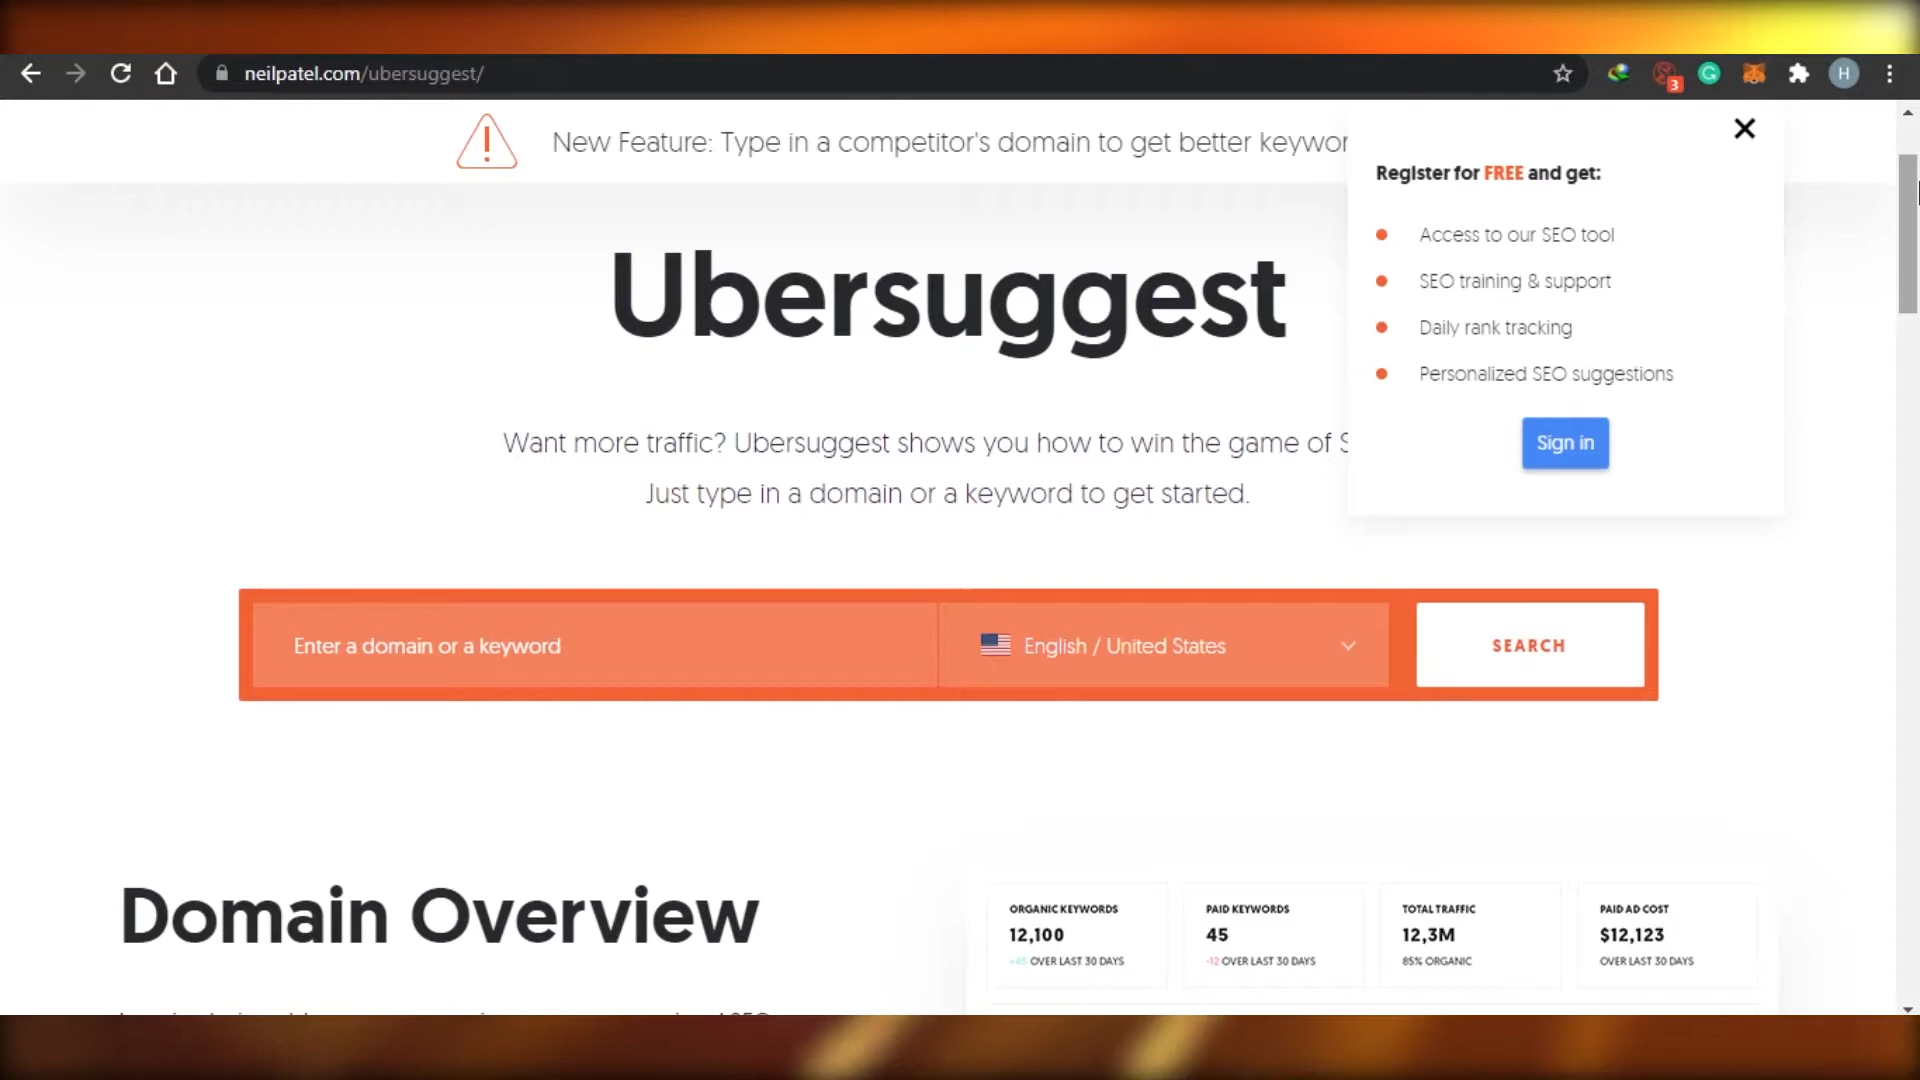 neilpatel.com/ubersuggest/
3
H
New Feature: Type in a competitor's domain to get better keywor
Register for FREE and get:
Access to our SEO tool
SEO training & support
Daily rank tracking
Personalized SEO suggestions
Sign in
Ubersuggest
Want more traffic? Ubersuggest shows you how to win the game of S
Just type in a domain or a keyword to get started.
Enter a domain or a keyword
English / United States
SEARCH
Domain Overview
ORGANIC KEYWORDS
12,100
+45 OVER LAST 30 DAYS
PAID KEYWORDS
45
-12 OVER LAST 30 DAYS
TOTAL TRAFFIC
12,3M
85% ORGANIC
PAID AD COST
$12,123
OVER LAST 30 DAYS